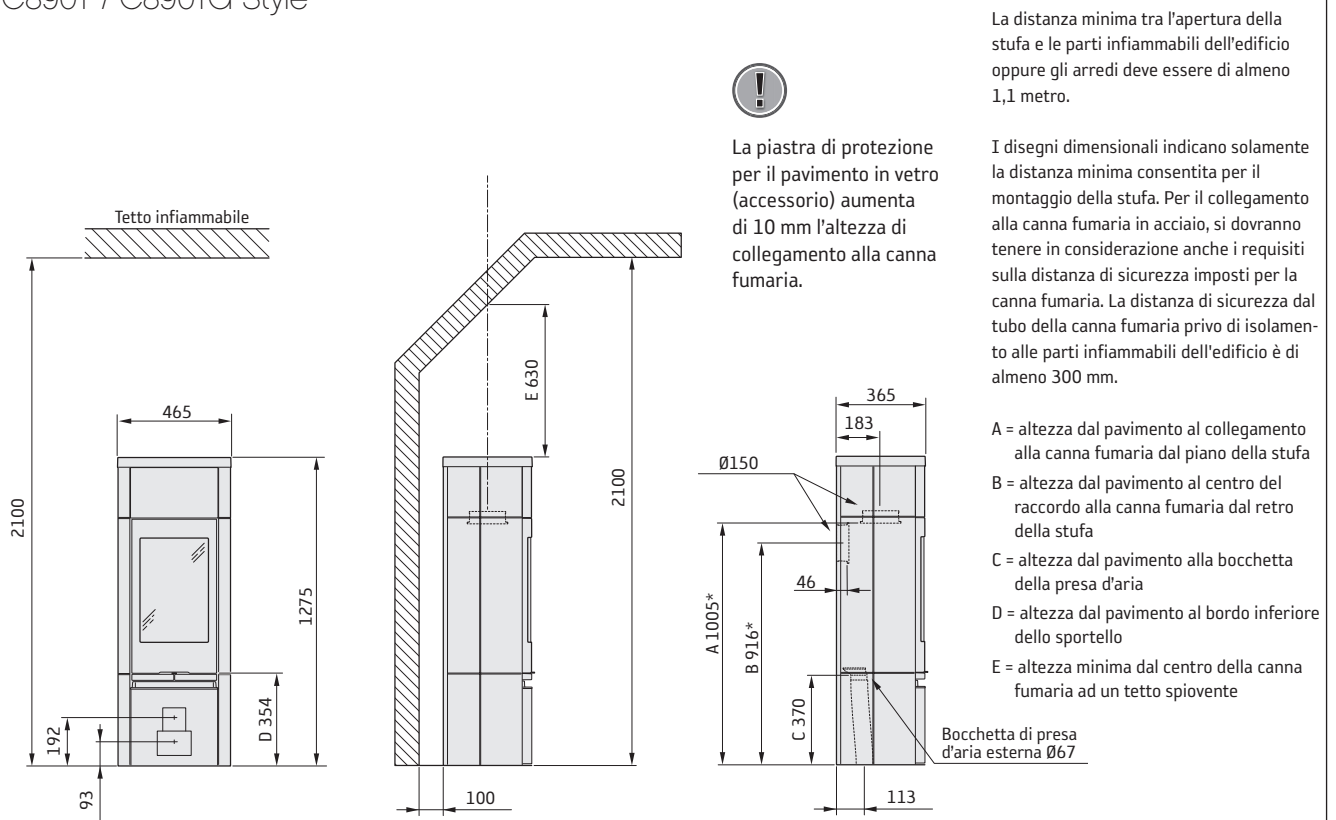 C8901 / C8901G Style
La distanza minima tra l'apertura della
stufa e le parti infiammabili dell'edificio
oppure gli arredi deve essere di almeno
1,1 metro.
La piastra di protezione
per il pavimento in vetro
(accessorio) aumenta
di 10 mm l'altezza di
collegamento alla canna
fumaria.
I disegni dimensionali indicano solamente
la distanza minima consentita per il
montaggio della stufa. Per il collegamento
alla canna fumaria in acciaio, si dovranno
tenere in considerazione anche i requisiti
sulla distanza di sicurezza imposti per la
canna fumaria. La distanza di sicurezza dal
tubo della canna fumaria privo di isolamen-
to alle parti infiammabili dell'edificio è di
almeno 300 mm.
A = altezza dal pavimento al collegamento
alla canna fumaria dal piano della stufa
B = altezza dal pavimento al centro del
raccordo alla canna fumaria dal retro
della stufa
C = altezza dal pavimento alla bocchetta
della presa d'aria
D = altezza dal pavimento al bordo inferiore
dello sportello
E = altezza minima dal centro della canna
fumaria ad un tetto spiovente
Tetto infiammabile
2100
465
1275
D 354
192
93
E 630
2100
100
365
183
Ø150
46
A 1005*
B 916*
C 370
113
Bocchetta di presa
d'aria esterna Ø67